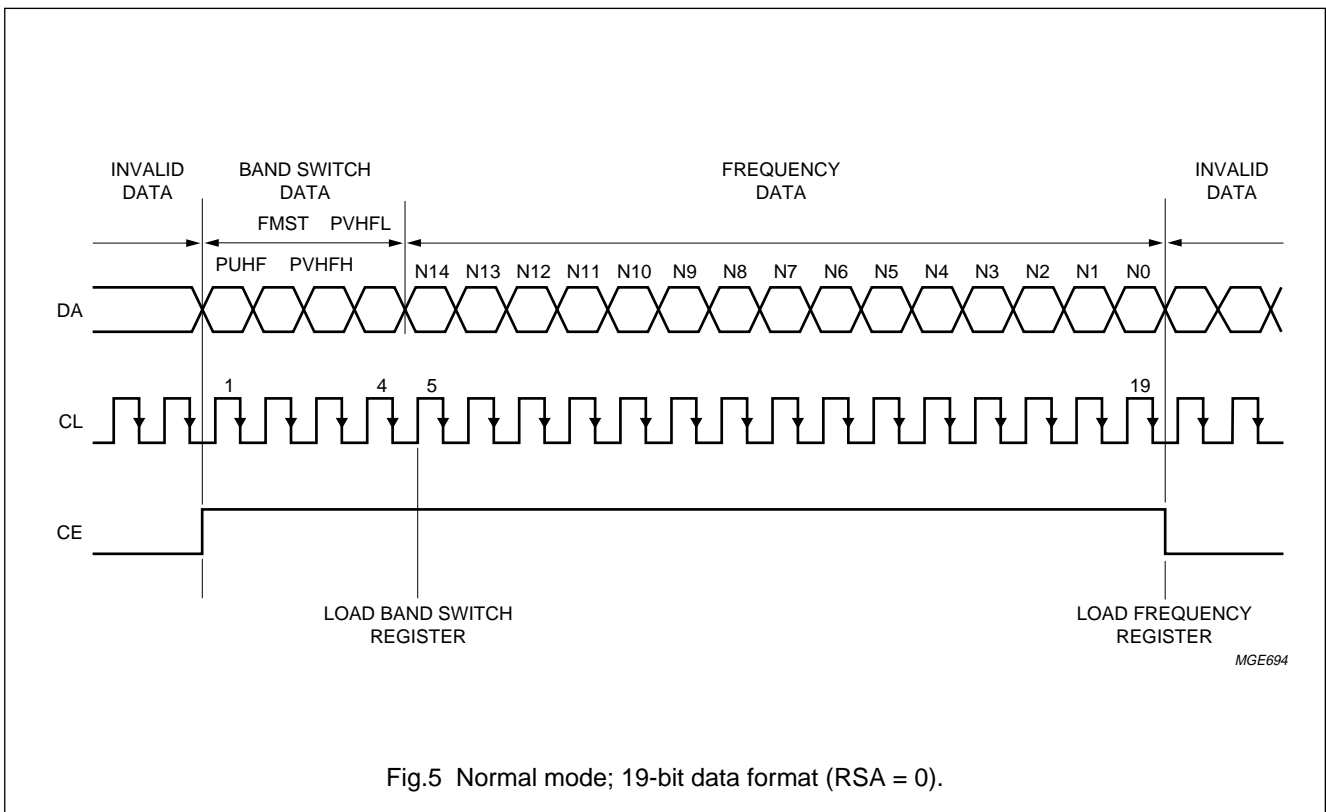 INVALID DATA
BAND SWITCH DATA
FREQUENCY DATA
INVALID DATA
FMST PVHFL
PUHF PVHFH
N14 N13 N12 N11 N10 N9 N8 N7 N6 N5 N4 N3 N2 N1 N0
DA
1 4 5 19
CL
CE
LOAD BAND SWITCH REGISTER
LOAD FREQUENCY REGISTER
MGE694
Fig.5 Normal mode; 19-bit data format (RSA = 0).